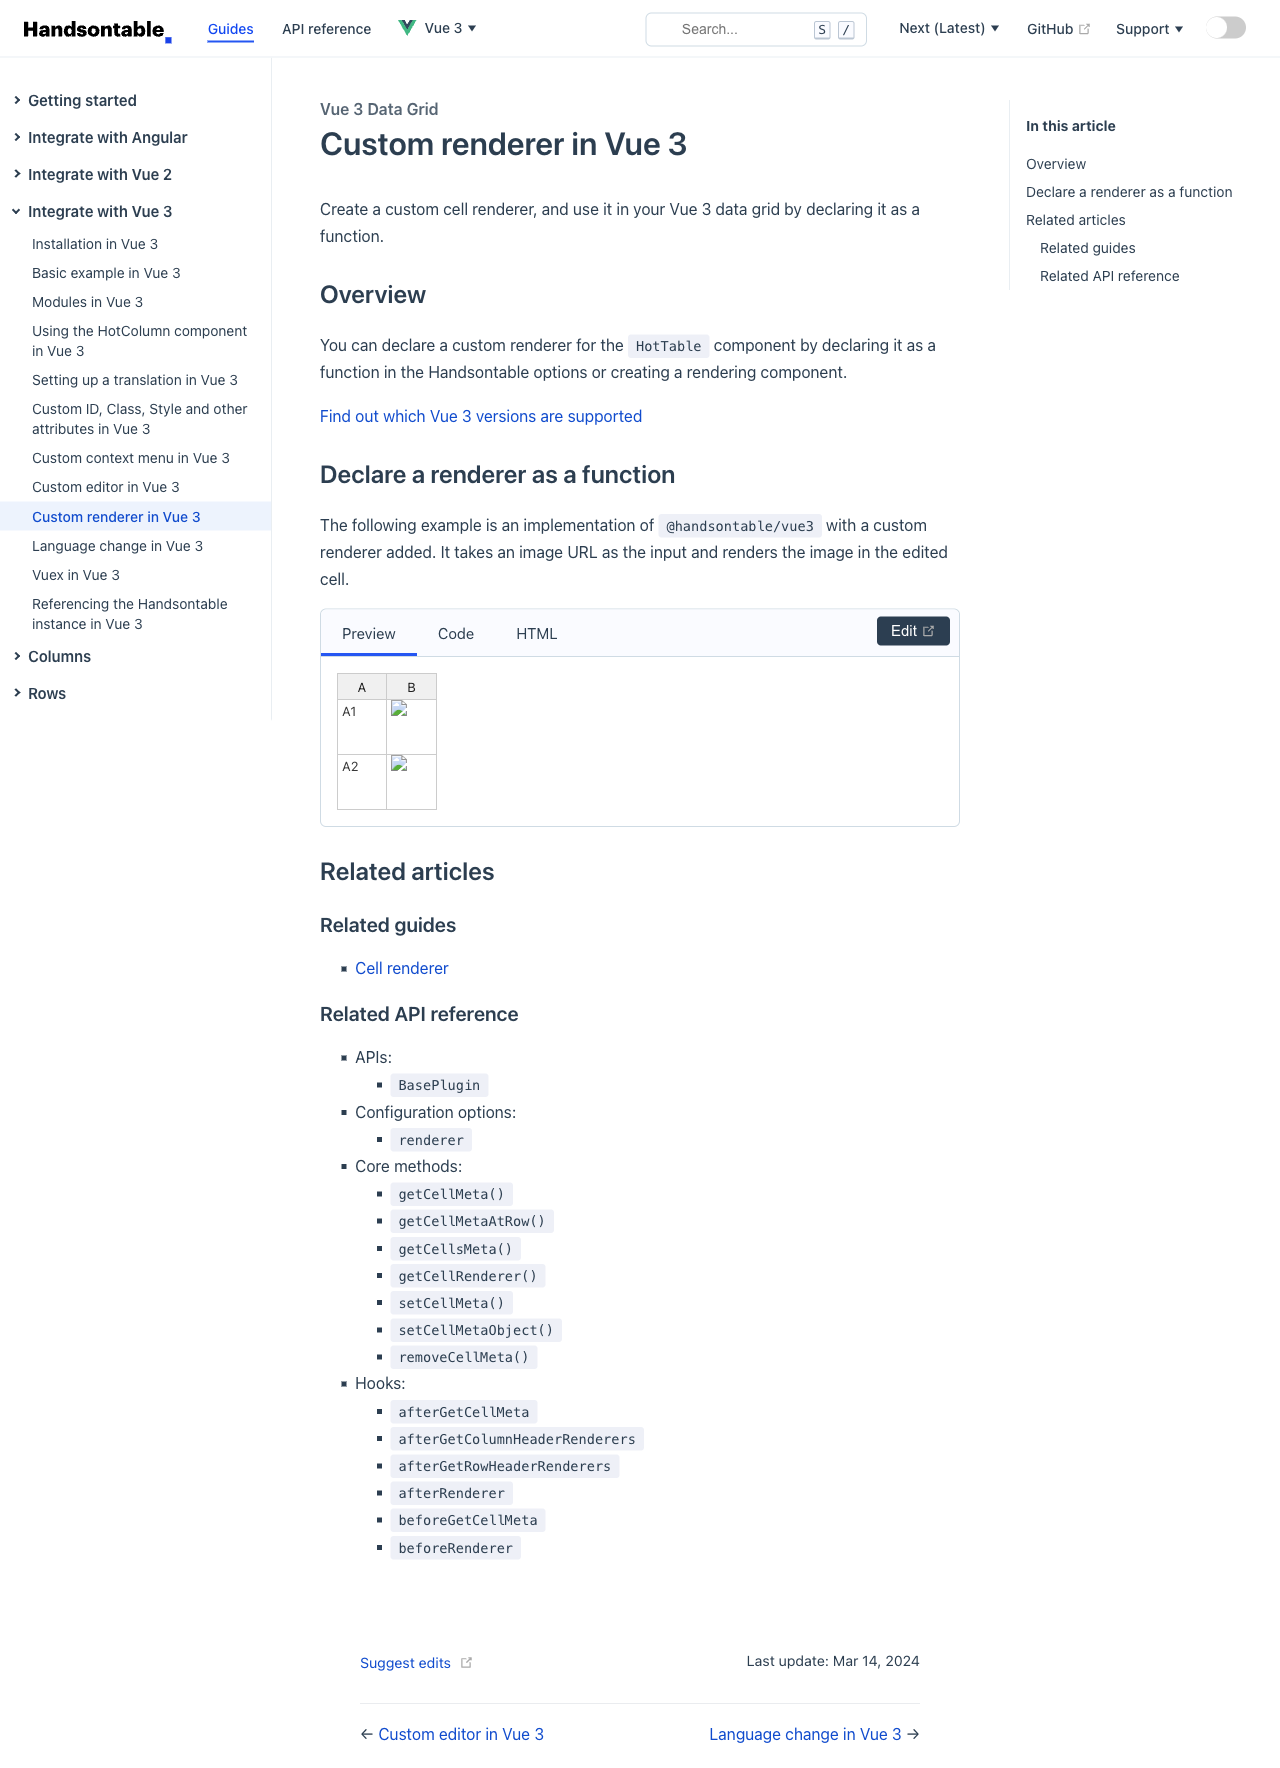 Handsontable
Guides
API reference
Vue 3
Search...
S
/
Next (Latest)
GitHub
Support
Getting started
Integrate with Angular
Integrate with Vue 2
Integrate with Vue 3
Installation in Vue 3
Basic example in Vue 3
Modules in Vue 3
Using the HotColumn component
in Vue 3
Setting up a translation in Vue 3
Custom ID, Class, Style and other
attributes in Vue 3
Custom context menu in Vue 3
Custom editor in Vue 3
Custom renderer in Vue 3
Language change in Vue 3
Vuex in Vue 3
Referencing the Handsontable
instance in Vue 3
Columns
Rows
Vue 3 Data Grid
Custom renderer in Vue 3
Create a custom cell renderer, and use it in your Vue 3 data grid by declaring it as a
function.
Overview
You can declare a custom renderer for the HotTable component by declaring it as a
function in the Handsontable options or creating a rendering component.
Find out which Vue 3 versions are supported
Declare a renderer as a function
The following example is an implementation of @handsontable/vue3 with a custom
renderer added. It takes an image URL as the input and renders the image in the edited
cell.
Preview
Code
HTML
Edit
A
B
A1
A2
Related articles
Related guides
Cell renderer
Related API reference
APIs:
BasePlugin
Configuration options:
renderer
Core methods:
getCellMeta()
getCellMetaAtRow()
getCellsMeta()
getCellRenderer()
setCellMeta()
setCellMetaObject()
removeCellMeta()
Hooks:
afterGetCellMeta
afterGetColumnHeaderRenderers
afterGetRowHeaderRenderers
afterRenderer
beforeGetCellMeta
beforeRenderer
Suggest edits
Last update: Mar 14, 2024
← Custom editor in Vue 3
Language change in Vue 3 →
In this article
Overview
Declare a renderer as a function
Related articles
Related guides
Related API reference